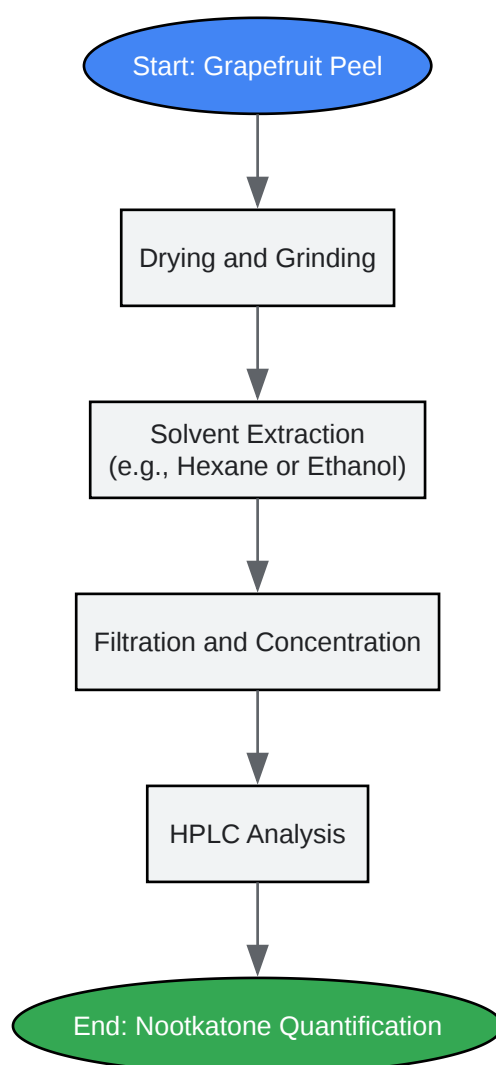 Start: Grapefruit Peel
Drying and Grinding
Solvent Extraction
(e.g., Hexane or Ethanol)
Filtration and Concentration
HPLC Analysis
End: Nootkatone Quantification